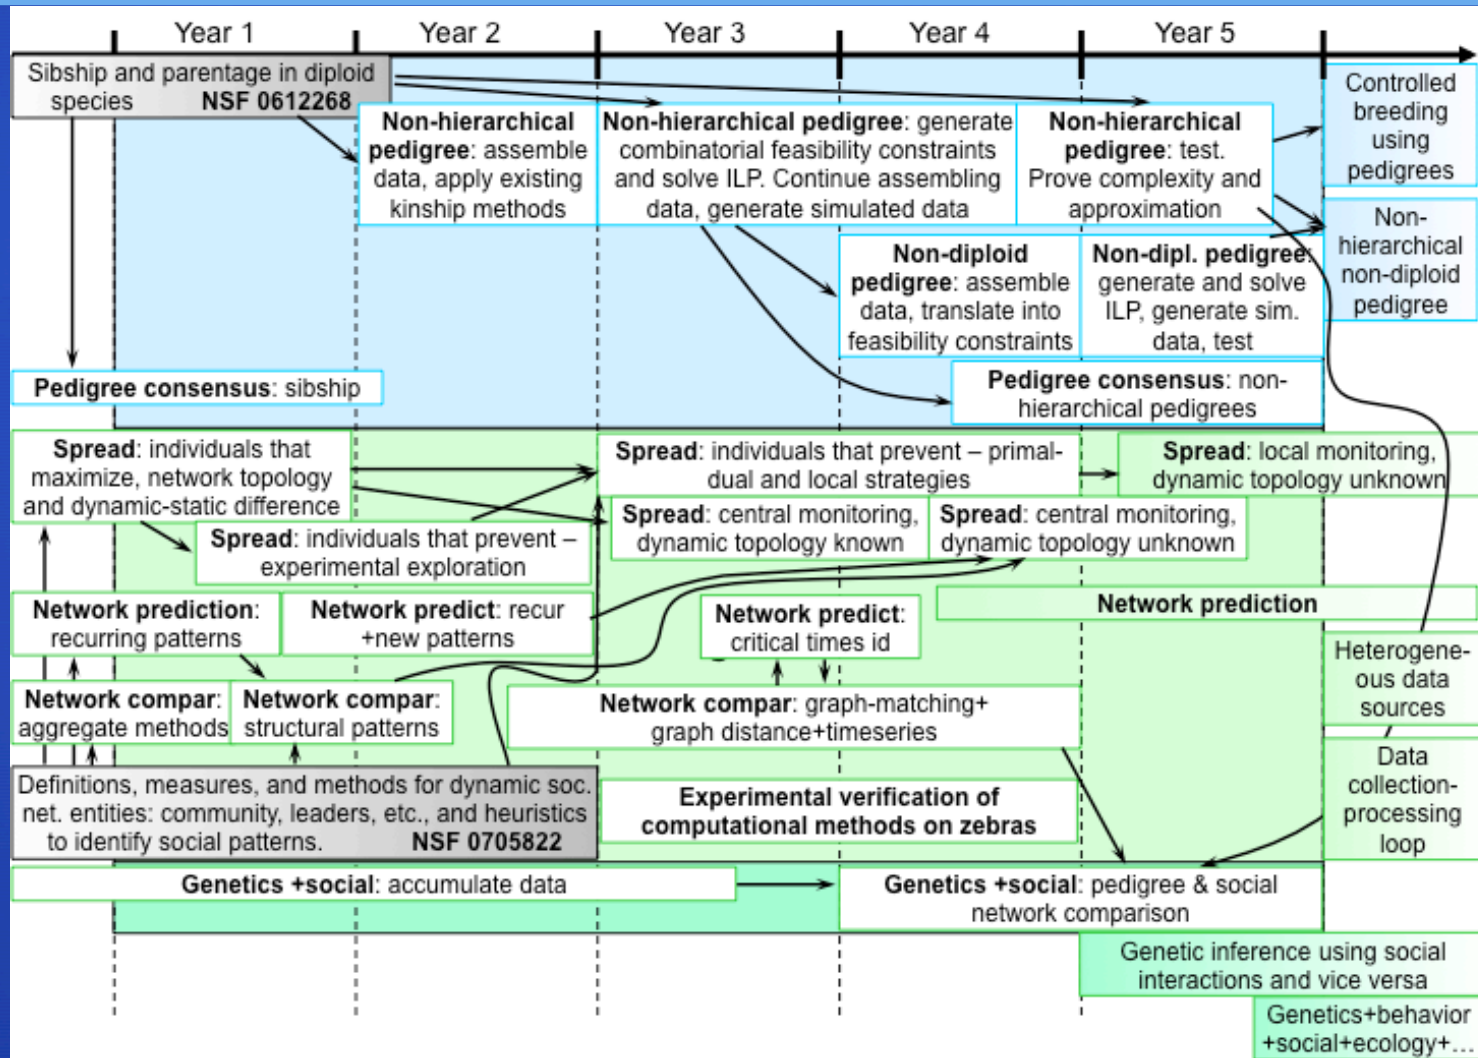 Year 1
Year 2
Year 3
Year 4
Year 5
Sibship and parentage in diploid
species NSF 0612268
Non-hierarchical
pedigree: assemble
data, apply existing
kinship methods
Non-hierarchical pedigree: generate
combinatorial feasibility constraints
and solve ILP. Continue assembling
data, generate simulated data
Non-hierarchical
pedigree: test.
Prove complexity and
approximation
Controlled
breeding
using
pedigrees
Non-
hierarchical
non-diploid
pedigree
Non-diploid
pedigree: assemble
data, translate into
feasibility constraints
Non-dipl. pedigree:
generate and solve
ILP, generate sim.
data, test
Pedigree consensus: sibship
Pedigree consensus: non-
hierarchical pedigrees
Spread: individuals that
maximize, network topology
and dynamic-static difference
Spread: individuals that prevent – primal-
dual and local strategies
Spread: local monitoring,
dynamic topology unknown
Spread: individuals that prevent –
experimental exploration
Spread: central monitoring,
dynamic topology known
Spread: central monitoring,
dynamic topology unknown
Network prediction:
recurring patterns
Network predict: recur
+new patterns
Network predict:
critical times id
Network prediction
Network compar:
aggregate methods
Network compar:
structural patterns
Network compar: graph-matching+
graph distance+timeseries
Heterogene-
ous data
sources
Definitions, measures, and methods for dynamic soc.
net. entities: community, leaders, etc., and heuristics
to identify social patterns. NSF 0705822
Experimental verification of
computational methods on zebras
Data
collection-
processing
loop
Genetics +social: accumulate data
Genetics +social: pedigree & social
network comparison
Genetic inference using social
interactions and vice versa
Genetics+behavior
+social+ecology+…